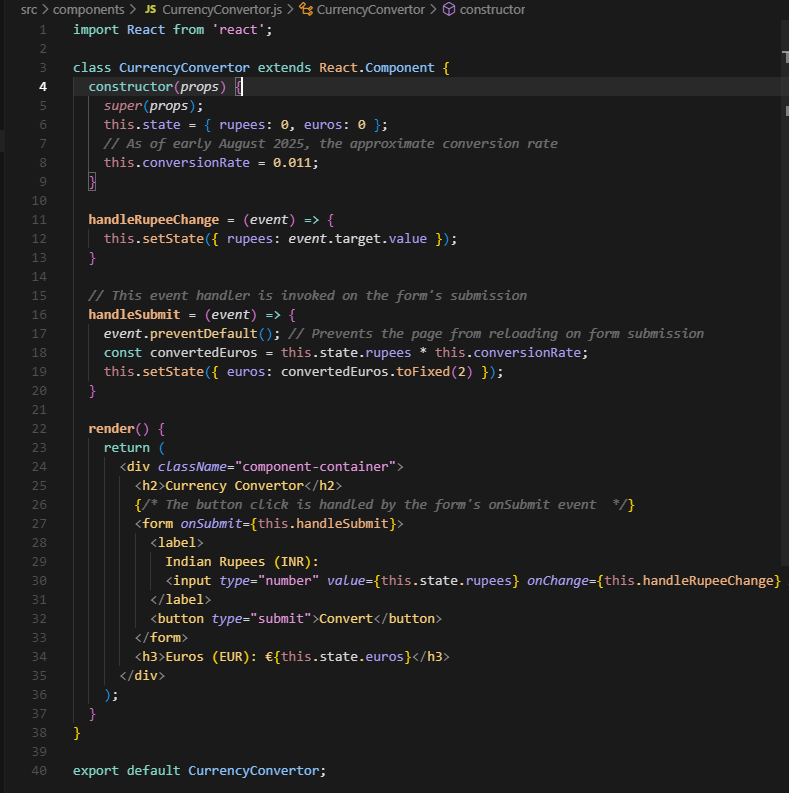 src > components > JS CurrencyConvertor.js > CurrencyConvertor > constructor
1 import React from 'react';
2
3 class CurrencyConvertor extends React.Component {
4   constructor(props) {
5     super(props);
6     this.state = { rupees: 0, euros: 0 };
7     // As of early August 2025, the approximate conversion rate
8     this.conversionRate = 0.011;
9   }
10
11   handleRupeeChange = (event) => {
12     this.setState({ rupees: event.target.value });
13   }
14
15   // This event handler is invoked on the form's submission
16   handleSubmit = (event) => {
17     event.preventDefault(); // Prevents the page from reloading on form submission
18     const convertedEuros = this.state.rupees * this.conversionRate;
19     this.setState({ euros: convertedEuros.toFixed(2) });
20   }
21
22   render() {
23     return (
24       <div className="component-container">
25         <h2>Currency Convertor</h2>
26         {/* The button click is handled by the form's onSubmit event  */}
27         <form onSubmit={this.handleSubmit}>
28           <label>
29             Indian Rupees (INR):
30             <input type="number" value={this.state.rupees} onChange={this.handleRupeeChange}
31           </label>
32           <button type="submit">Convert</button>
33         </form>
34         <h3>Euros (EUR): €{this.state.euros}</h3>
35       </div>
36     );
37   }
38 }
39
40 export default CurrencyConvertor;